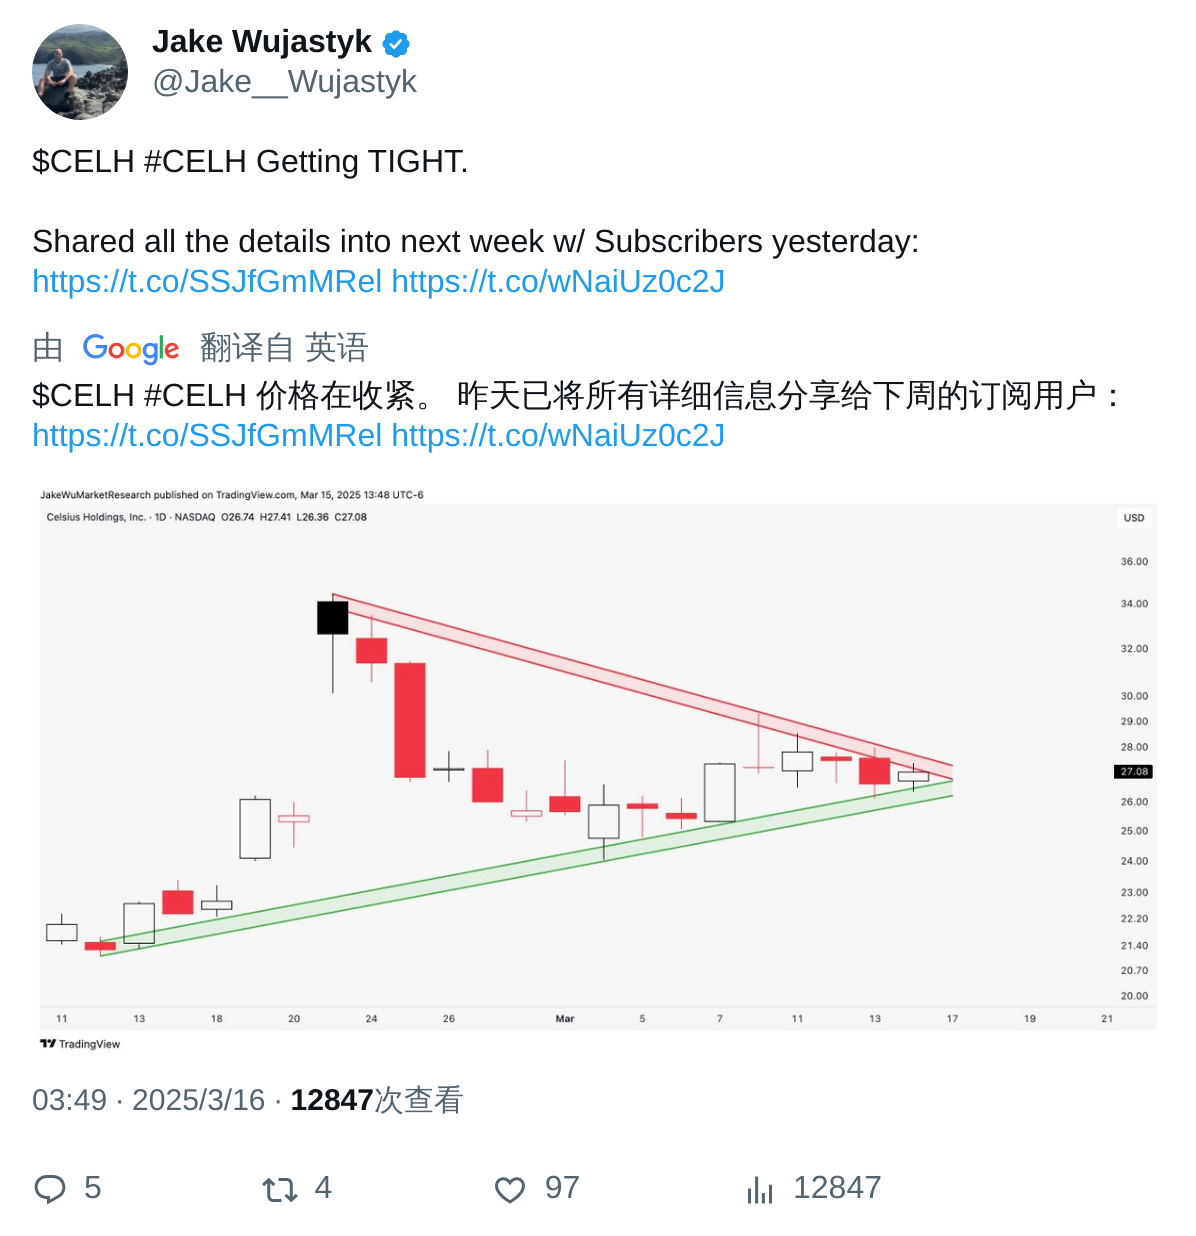 Jake Wujastyk
@Jake__Wujastyk
$CELH #CELH Getting TIGHT.
Shared all the details into next week w/ Subscribers yesterday:
https://t.co/SSJfGmMRel https://t.co/wNaiUz0c2J
由 Google 翻译自 英语
$CELH #CELH 价格在收紧。 昨天已将所有详细信息分享给下周的订阅用户：
https://t.co/SSJfGmMRel https://t.co/wNaiUz0c2J
JakeWuMarketResearch published on TradingView.com, Mar 15, 2025 13:48 UTC-6
Celsius Holdings, Inc. · 1D · NASDAQ O26.74 H27.41 L26.36 C27.08
USD
36.00
34.00
32.00
30.00
29.00
28.00
27.08
26.00
25.00
24.00
23.00
22.20
21.40
20.70
20.00
11 13 18 20 24 26 Mar 5 7 11 13 17 19 21
TradingView
03:49 · 2025/3/16 · 12847次查看
5 4 97 12847